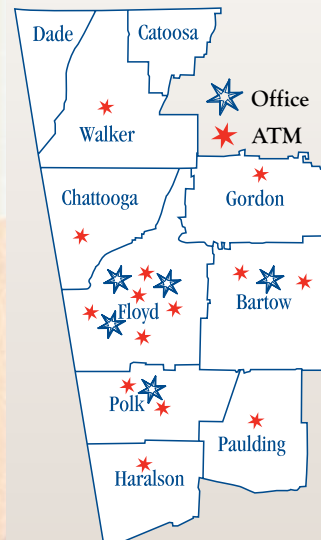 Dade
Catoosa
Office
ATM
Walker
Chattooga
Gordon
Bartow
Floyd
Polk
Paulding
Haralson